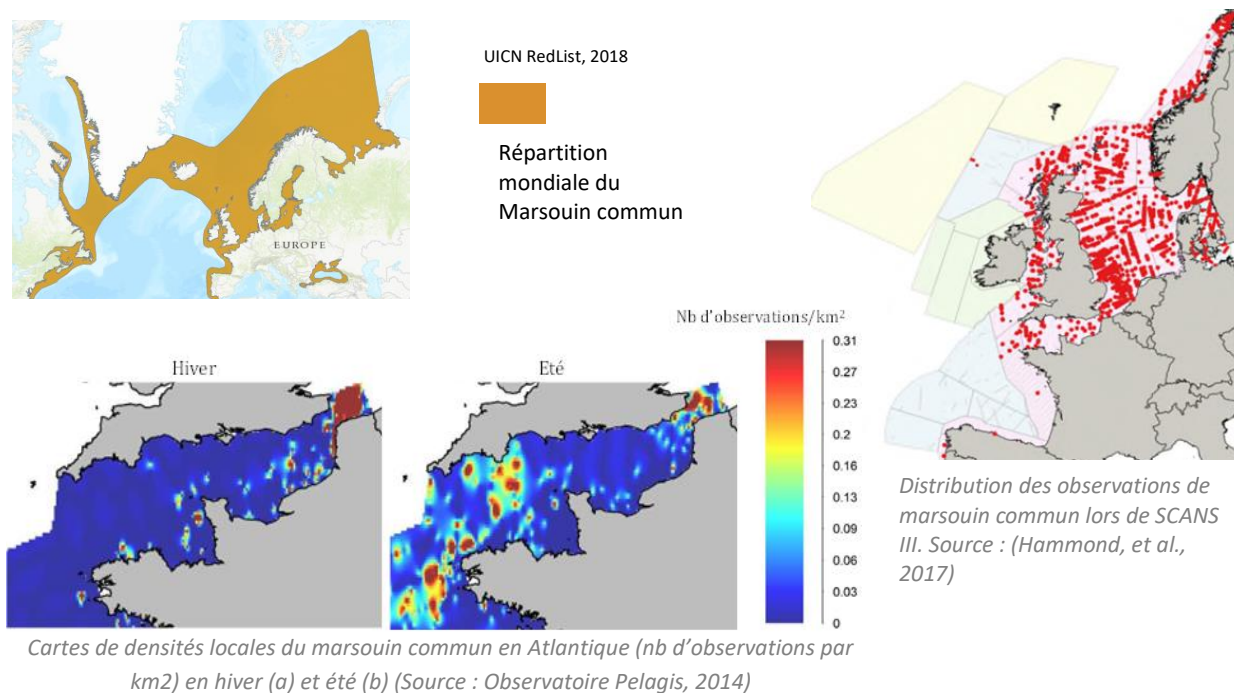 UICN RedList, 2018
Répartition
mondiale du
Marsouin commun
EUROPE
Nb d'observations/km²
Hiver
Eté
0.31
0.27
0.23
0.2
0.16
0.12
0.09
0.06
0.03
0
Distribution des observations de
marsouin commun lors de SCANS
III. Source : (Hammond, et al.,
2017)
Cartes de densités locales du marsouin commun en Atlantique (nb d'observations par
km2) en hiver (a) et été (b) (Source : Observatoire Pelagis, 2014)